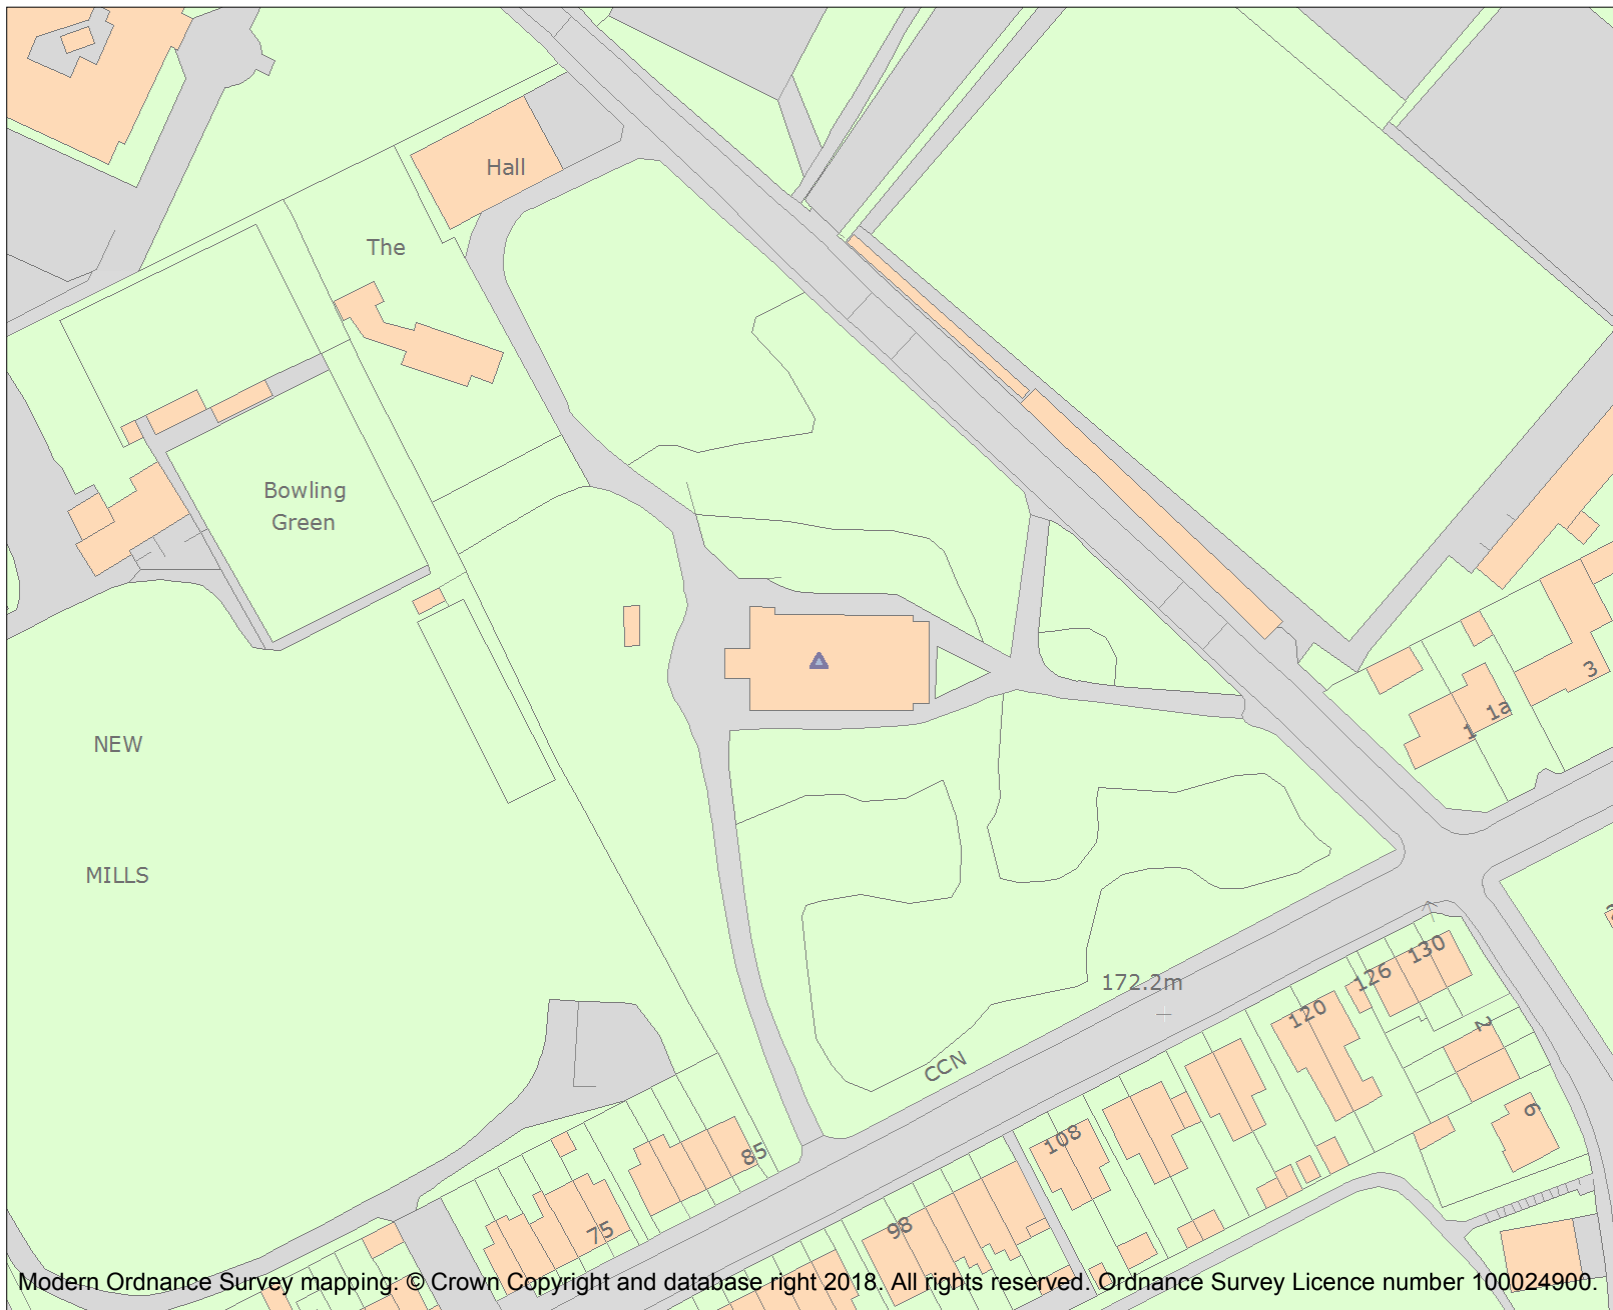 Hall
The
Bowling
Green
NEW
MILLS
3
1a
1
172.2m
130
126
120
2
6
CCN
108
85
98
75
Modern Ordnance Survey mapping: © Crown Copyright and database right 2018. All rights reserved. Ordnance Survey Licence number 100024900.